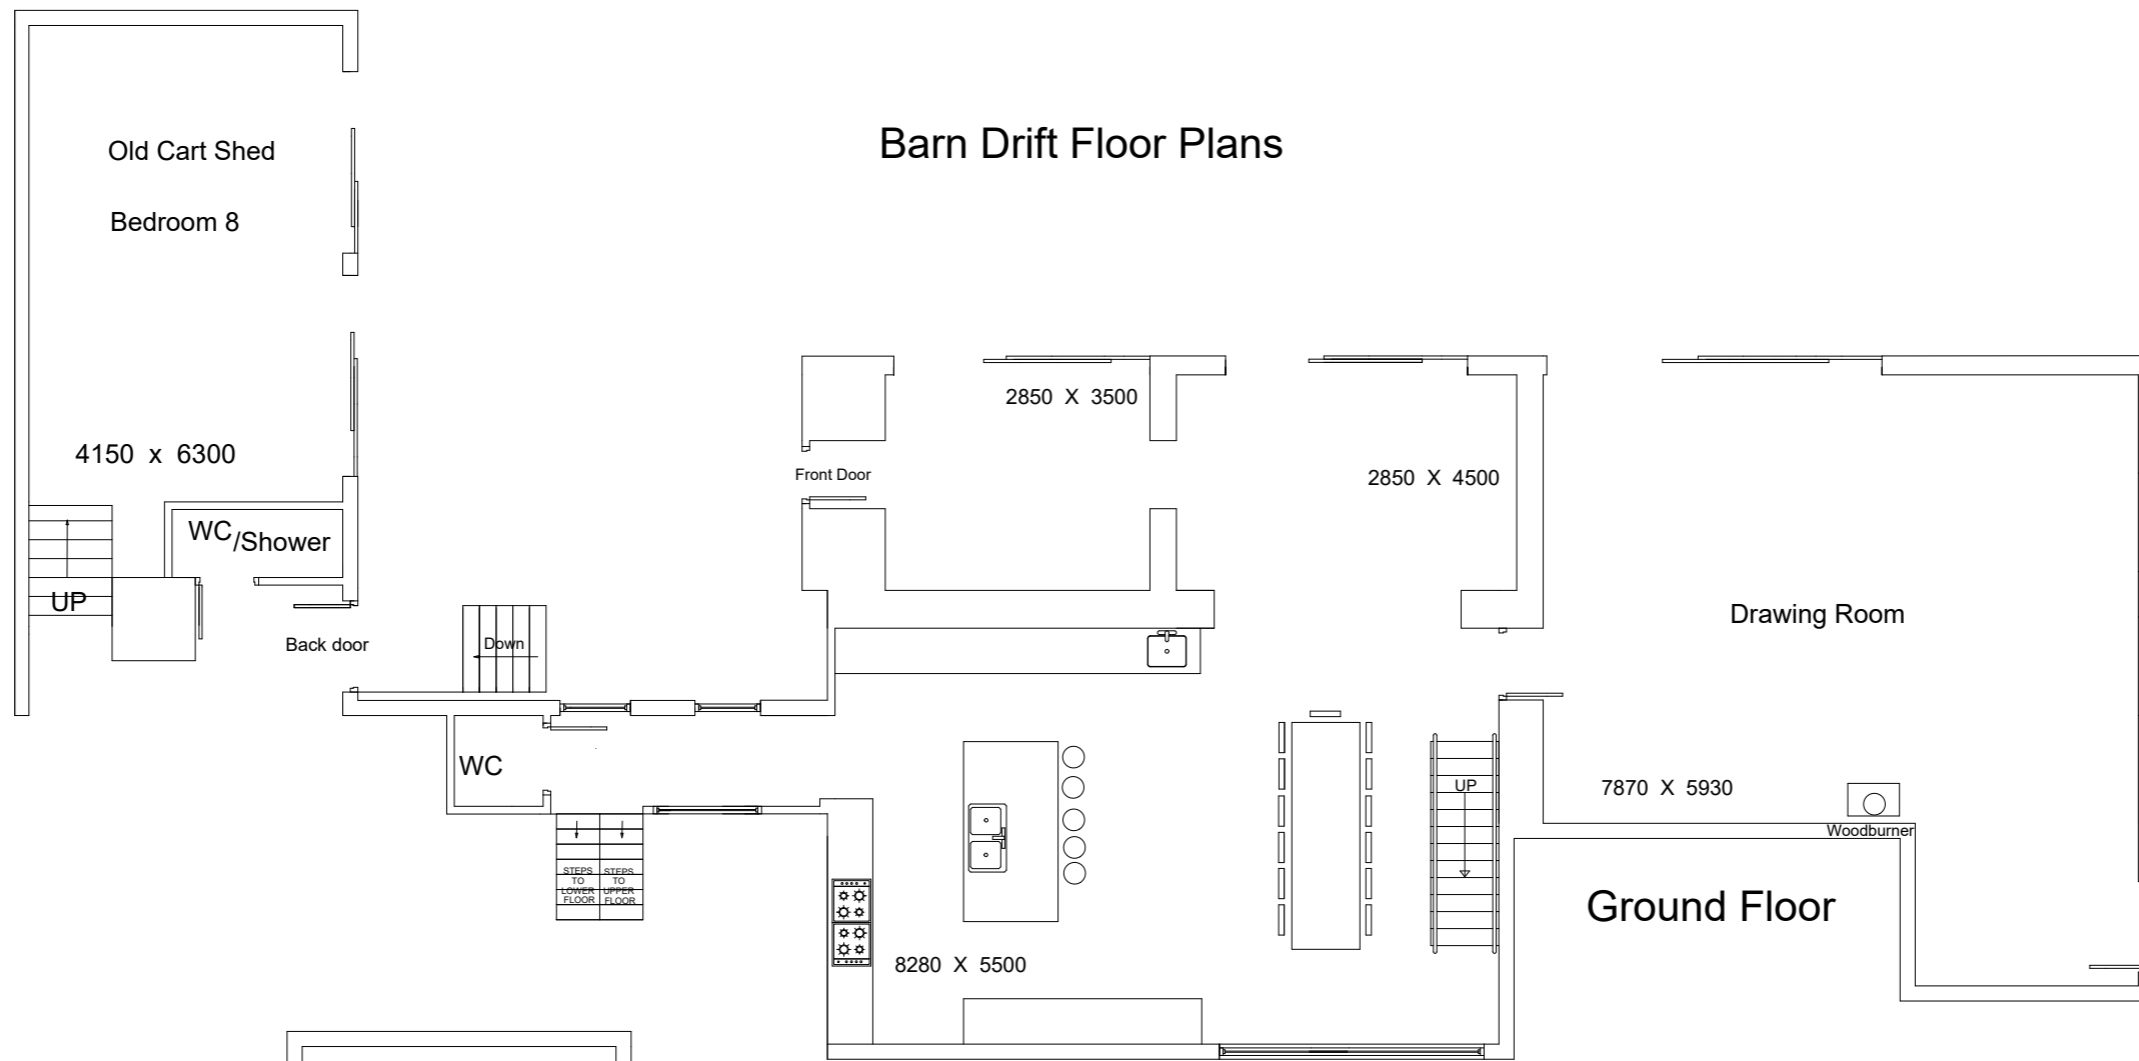 Barn Drift Floor Plans
Old Cart Shed
Bedroom 8
4150 x 6300
WC/Shower
UP
Back door
Down
Front Door
2850 X 3500
2850 X 4500
Drawing Room
7870 X 5930
Woodburner
WC
STEPS
TO
LOWER
FLOOR
STEPS
TO
UPPER
FLOOR
UP
8280 X 5500
Ground Floor